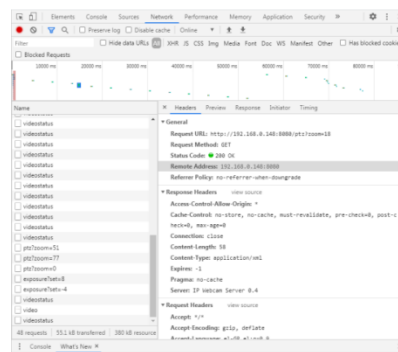 Elements Console Sources Network Performance Memory Application Security »
Preserve log Disable cache Online
Filter Hide data URLs All XHR JS CSS Img Media Font Doc WS Manifest Other Has blocked cookies
Blocked Requests
10000 ms 20000 ms 30000 ms 40000 ms 50000 ms 60000 ms 70000 ms 80000 ms
Name
videostatus
videostatus
videostatus
videostatus
videostatus
videostatus
videostatus
videostatus
videostatus
videostatus
ptz?zoom=51
ptz?zoom=77
ptz?zoom=0
exposure?set=8
exposure?set=-4
videostatus
video
videostatus
videostatus
48 requests 55.1 kB transferred 380 kB resource
× Headers Preview Response Initiator Timing
General
Request URL: http://192.168.0.140:8080/ptz?zoom=18
Request Method: GET
Status Code: 200 OK
Remote Address: 192.168.0.140:8080
Referrer Policy: no-referrer-when-downgrade
Response Headers view source
Access-Control-Allow-Origin: *
Cache-Control: no-store, no-cache, must-revalidate, pre-check=0, post-c
heck=0, max-age=0
Connection: close
Content-Length: 50
Content-Type: application/xml
Expires: -1
Pragma: no-cache
Server: IP Webcam Server 0.4
Request Headers view source
Accept: */*
Accept-Encoding: gzip, deflate
Console What's New ×